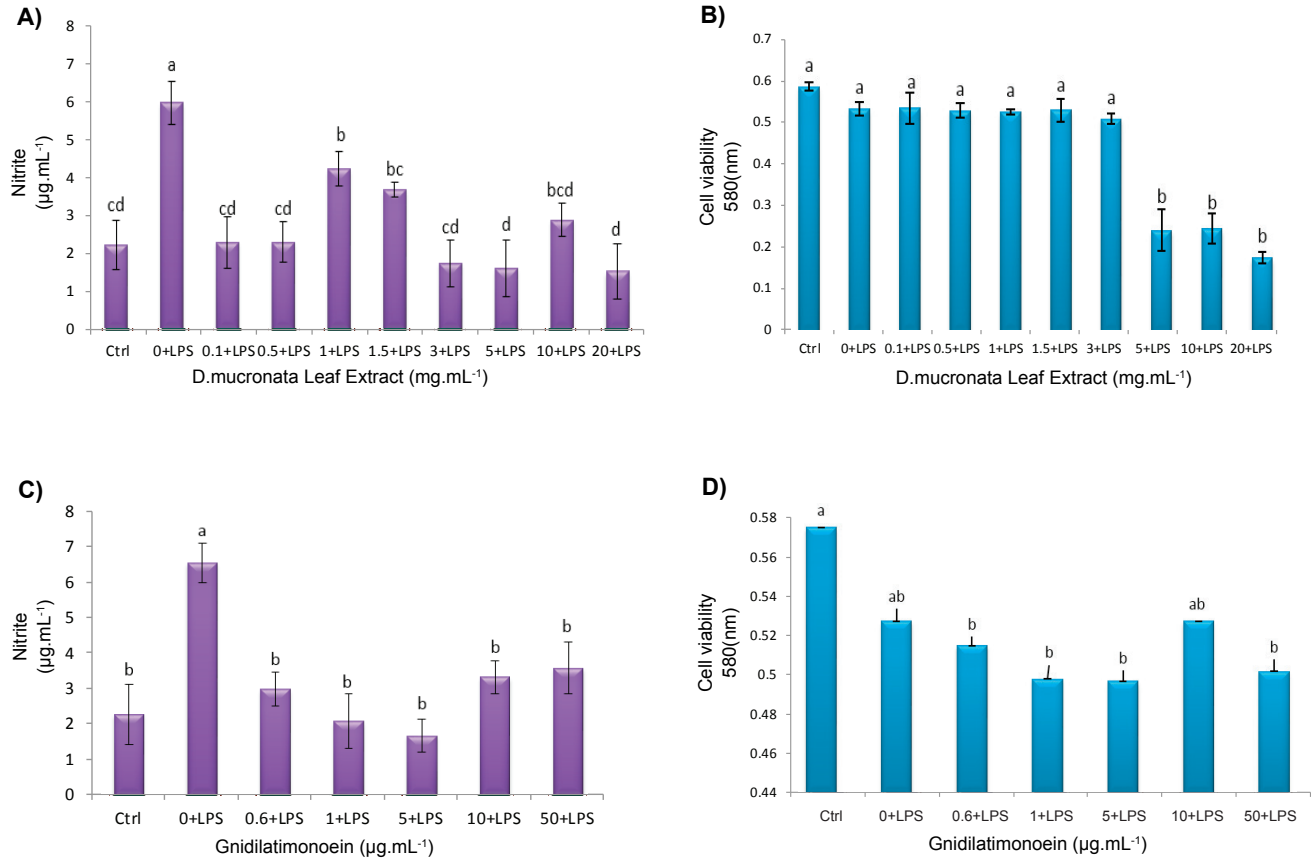 A)
Nitrite
(µg.mL-1)
8
7
6
5
4
3
2
1
0
a
b
bc
bcd
cd
cd
cd
cd
d
d
Ctrl 0+LPS 0.1+LPS 0.5+LPS 1+LPS 1.5+LPS 3+LPS 5+LPS 10+LPS 20+LPS
D.mucronata Leaf Extract (mg.mL-1)
B)
Cell viability
580(nm)
0.7
0.6
0.5
0.4
0.3
0.2
0.1
0
a a a a a a a b b b
Ctrl 0+LPS 0.1+LPS 0.5+LPS 1+LPS 1.5+LPS 3+LPS 5+LPS 10+LPS 20+LPS
D.mucronata Leaf Extract (mg.mL-1)
C)
Nitrite
(µg.mL-1)
8
7
6
5
4
3
2
1
0
b a b b b b b
Ctrl 0+LPS 0.6+LPS 1+LPS 5+LPS 10+LPS 50+LPS
Gnidilatimonoein (µg.mL-1)
D)
Cell viability
580(nm)
0.58
0.56
0.54
0.52
0.5
0.48
0.46
0.44
a ab b b b ab b
Ctrl 0+LPS 0.6+LPS 1+LPS 5+LPS 10+LPS 50+LPS
Gnidilatimonoein (µg.mL-1)